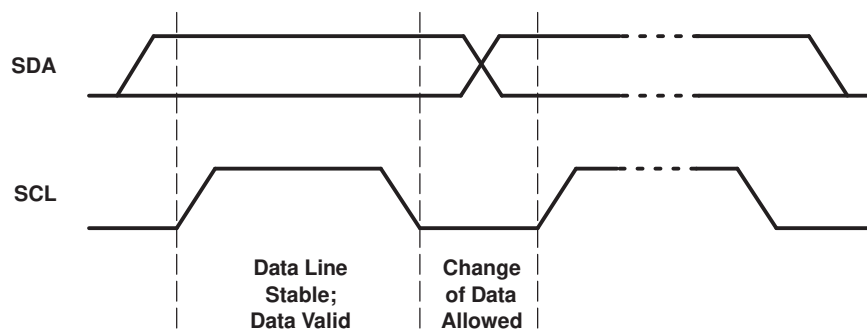 SDA
SCL
Data Line
Stable;
Data Valid
Change
of Data
Allowed